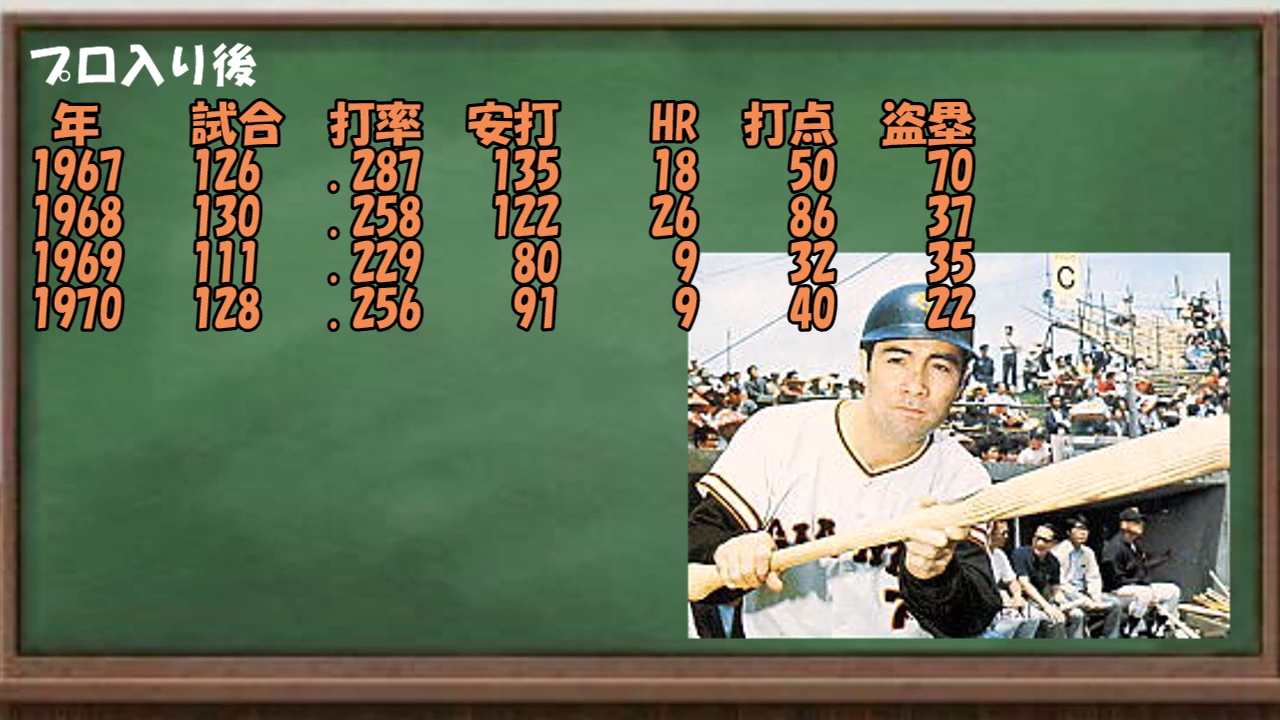 プロ入り後
年 試合 打率 安打 HR 打点 盗塁
1967 126 .287 135 18 50 70
1968 130 .258 122 26 86 37
1969 111 .229 80 9 32 35
1970 128 .256 91 9 40 22
C